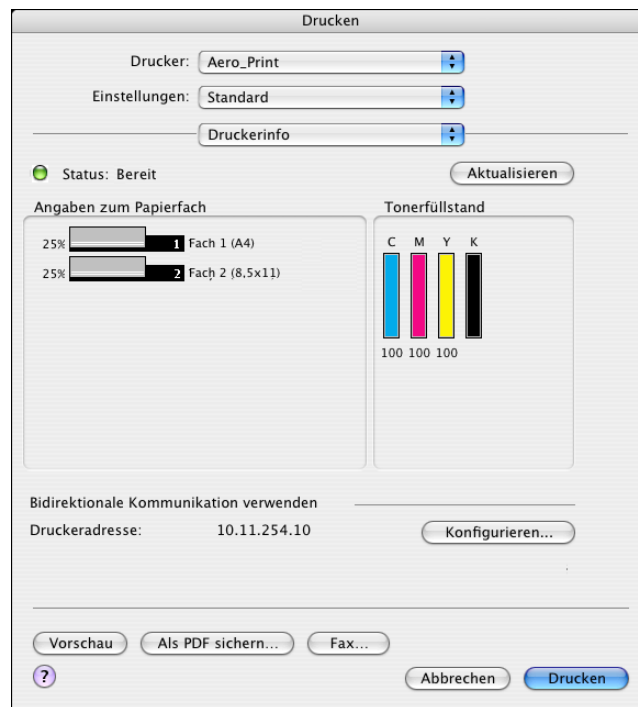 Drucken
Drucker: Aero_Print
Einstellungen: Standard
Druckerinfo
Status: Bereit Aktualisieren
Angaben zum Papierfach Tonerfüllstand
25% 1 Fach 1 (A4)
25% 2 Fach 2 (8,5x11)
C M Y K
100 100 100
Bidirektionale Kommunikation verwenden
Druckeradresse: 10.11.254.10 Konfigurieren...
Vorschau Als PDF sichern... Fax...
? Abbrechen Drucken